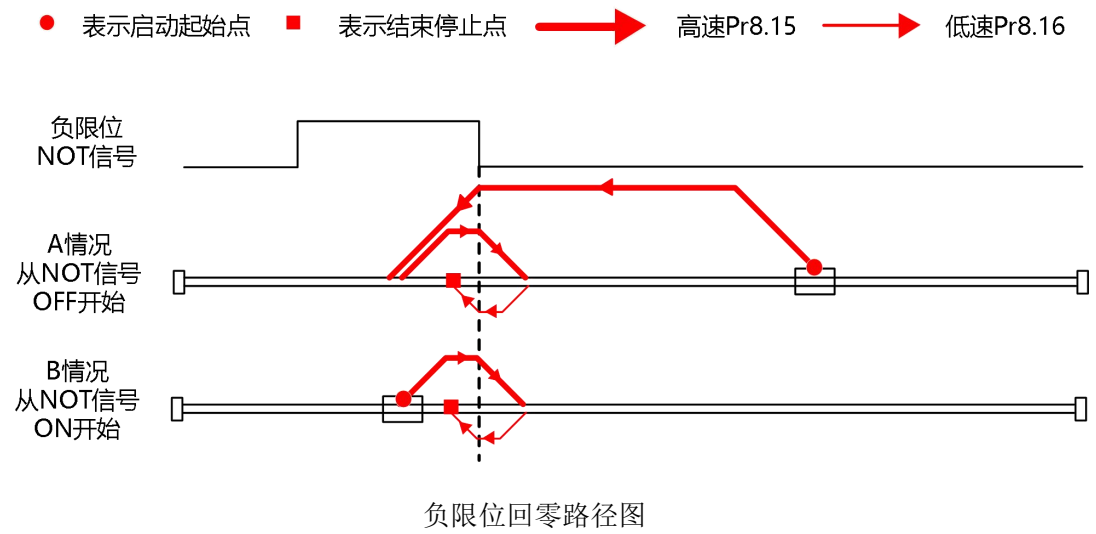 表示启动起始点 表示结束停止点 高速Pr8.15 低速Pr8.16
负限位
NOT信号
A情况
从NOT信号
OFF开始
B情况
从NOT信号
ON开始
负限位回零路径图